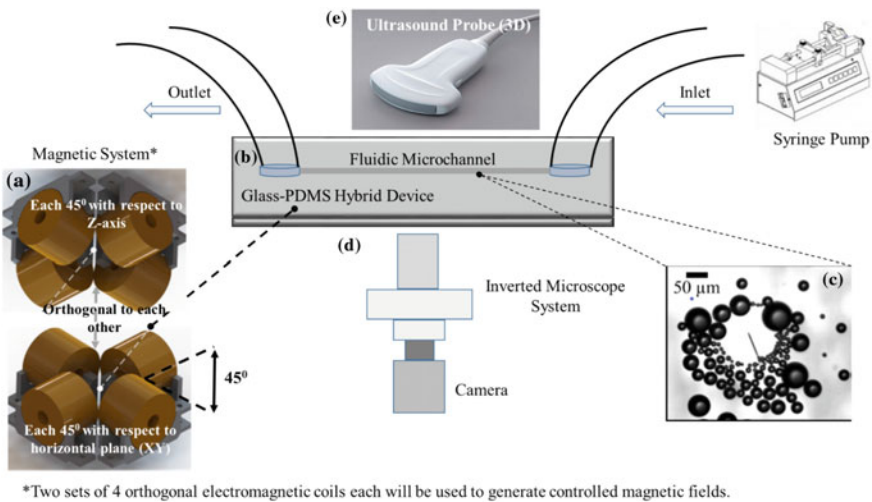 (e)
Ultrasound Probe (3D)
Outlet
Inlet
Syringe Pump
Magnetic System*
(b)
Fluidic Microchannel
Glass-PDMS Hybrid Device
(a)
Each 45⁰ with respect to
Z-axis
Orthogonal to each
other
45⁰
Each 45⁰ with respect to
horizontal plane (XY)
(d)
Inverted Microscope
System
Camera
(c)
50 µm
*Two sets of 4 orthogonal electromagnetic coils each will be used to generate controlled magnetic fields.